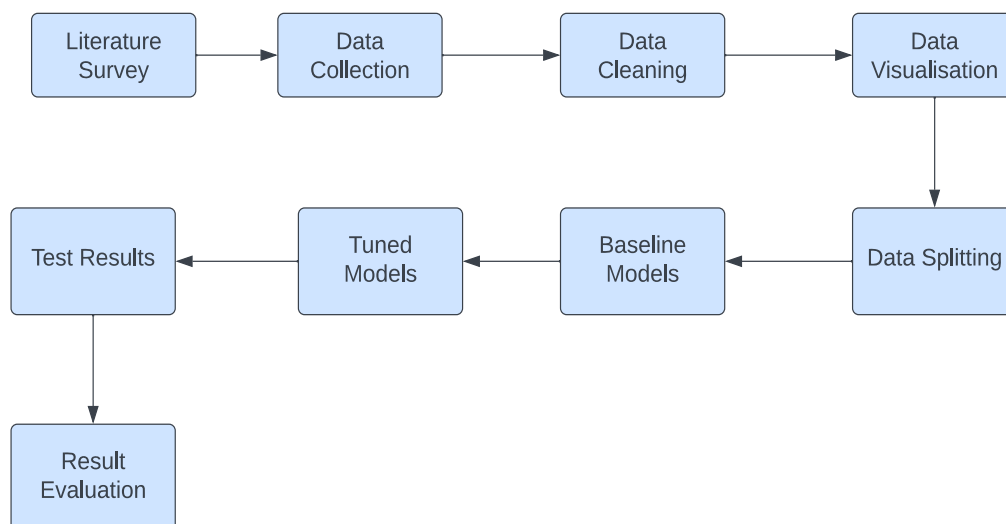 Literature
Survey
Data
Collection
Data
Cleaning
Data
Visualisation
Data Splitting
Baseline
Models
Tuned
Models
Test Results
Result
Evaluation